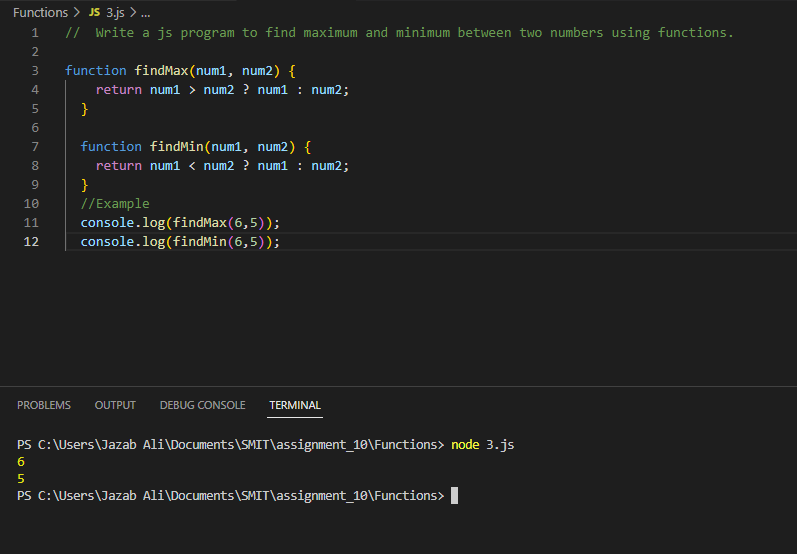 Functions > JS 3.js > ...
1 //  Write a js program to find maximum and minimum between two numbers using functions.
2
3 function findMax(num1, num2) {
4     return num1 > num2 ? num1 : num2;
5   }
6
7   function findMin(num1, num2) {
8     return num1 < num2 ? num1 : num2;
9   }
10   //Example
11   console.log(findMax(6,5));
12   console.log(findMin(6,5));
PROBLEMS OUTPUT DEBUG CONSOLE TERMINAL
PS C:\Users\Jazab Ali\Documents\SMIT\assignment_10\Functions> node 3.js
6
5
PS C:\Users\Jazab Ali\Documents\SMIT\assignment_10\Functions>